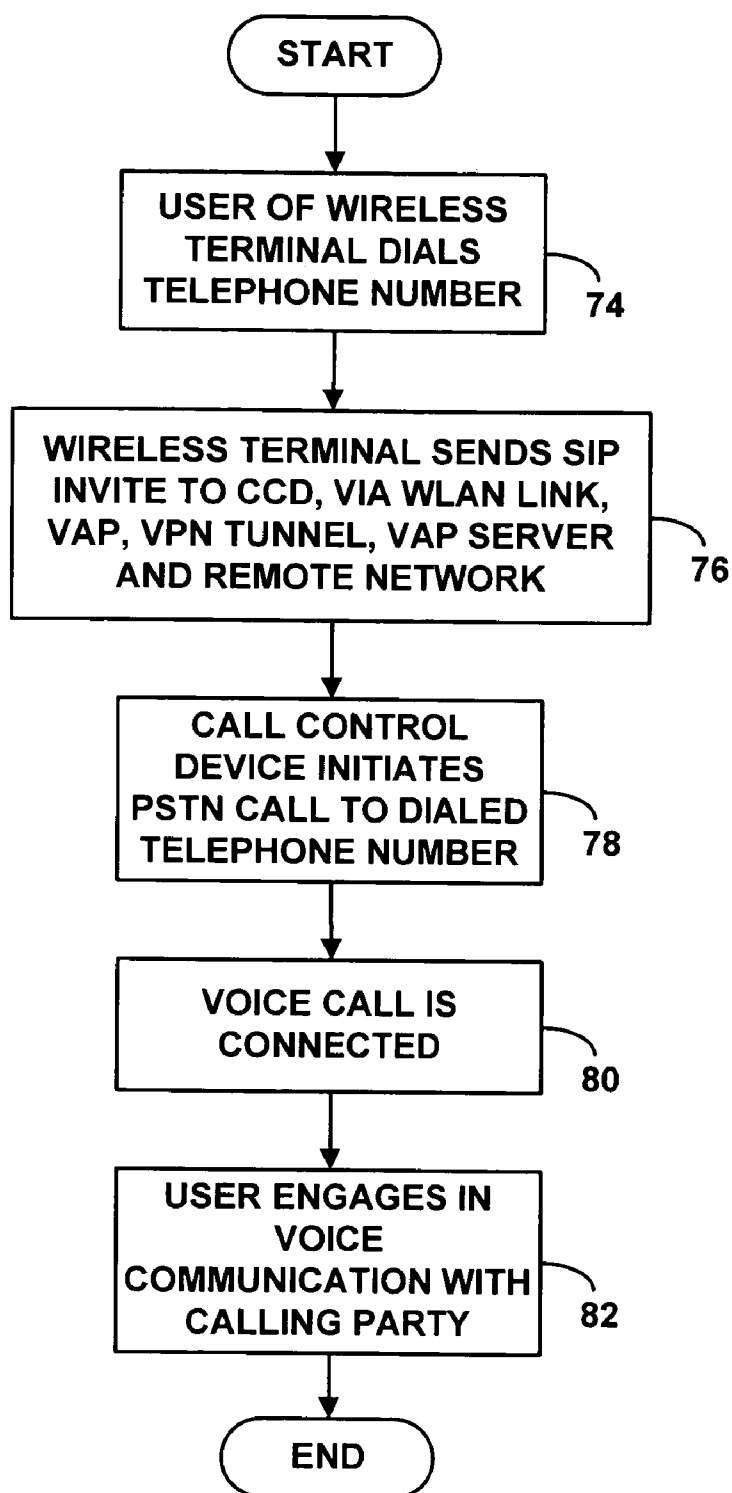 START
USER OF WIRELESS
TERMINAL DIALS
TELEPHONE NUMBER
74
WIRELESS TERMINAL SENDS SIP
INVITE TO CCD, VIA WLAN LINK,
VAP, VPN TUNNEL, VAP SERVER
AND REMOTE NETWORK
76
CALL CONTROL
DEVICE INITIATES
PSTN CALL TO DIALED
TELEPHONE NUMBER
78
VOICE CALL IS
CONNECTED
80
USER ENGAGES IN
VOICE
COMMUNICATION WITH
CALLING PARTY
82
END